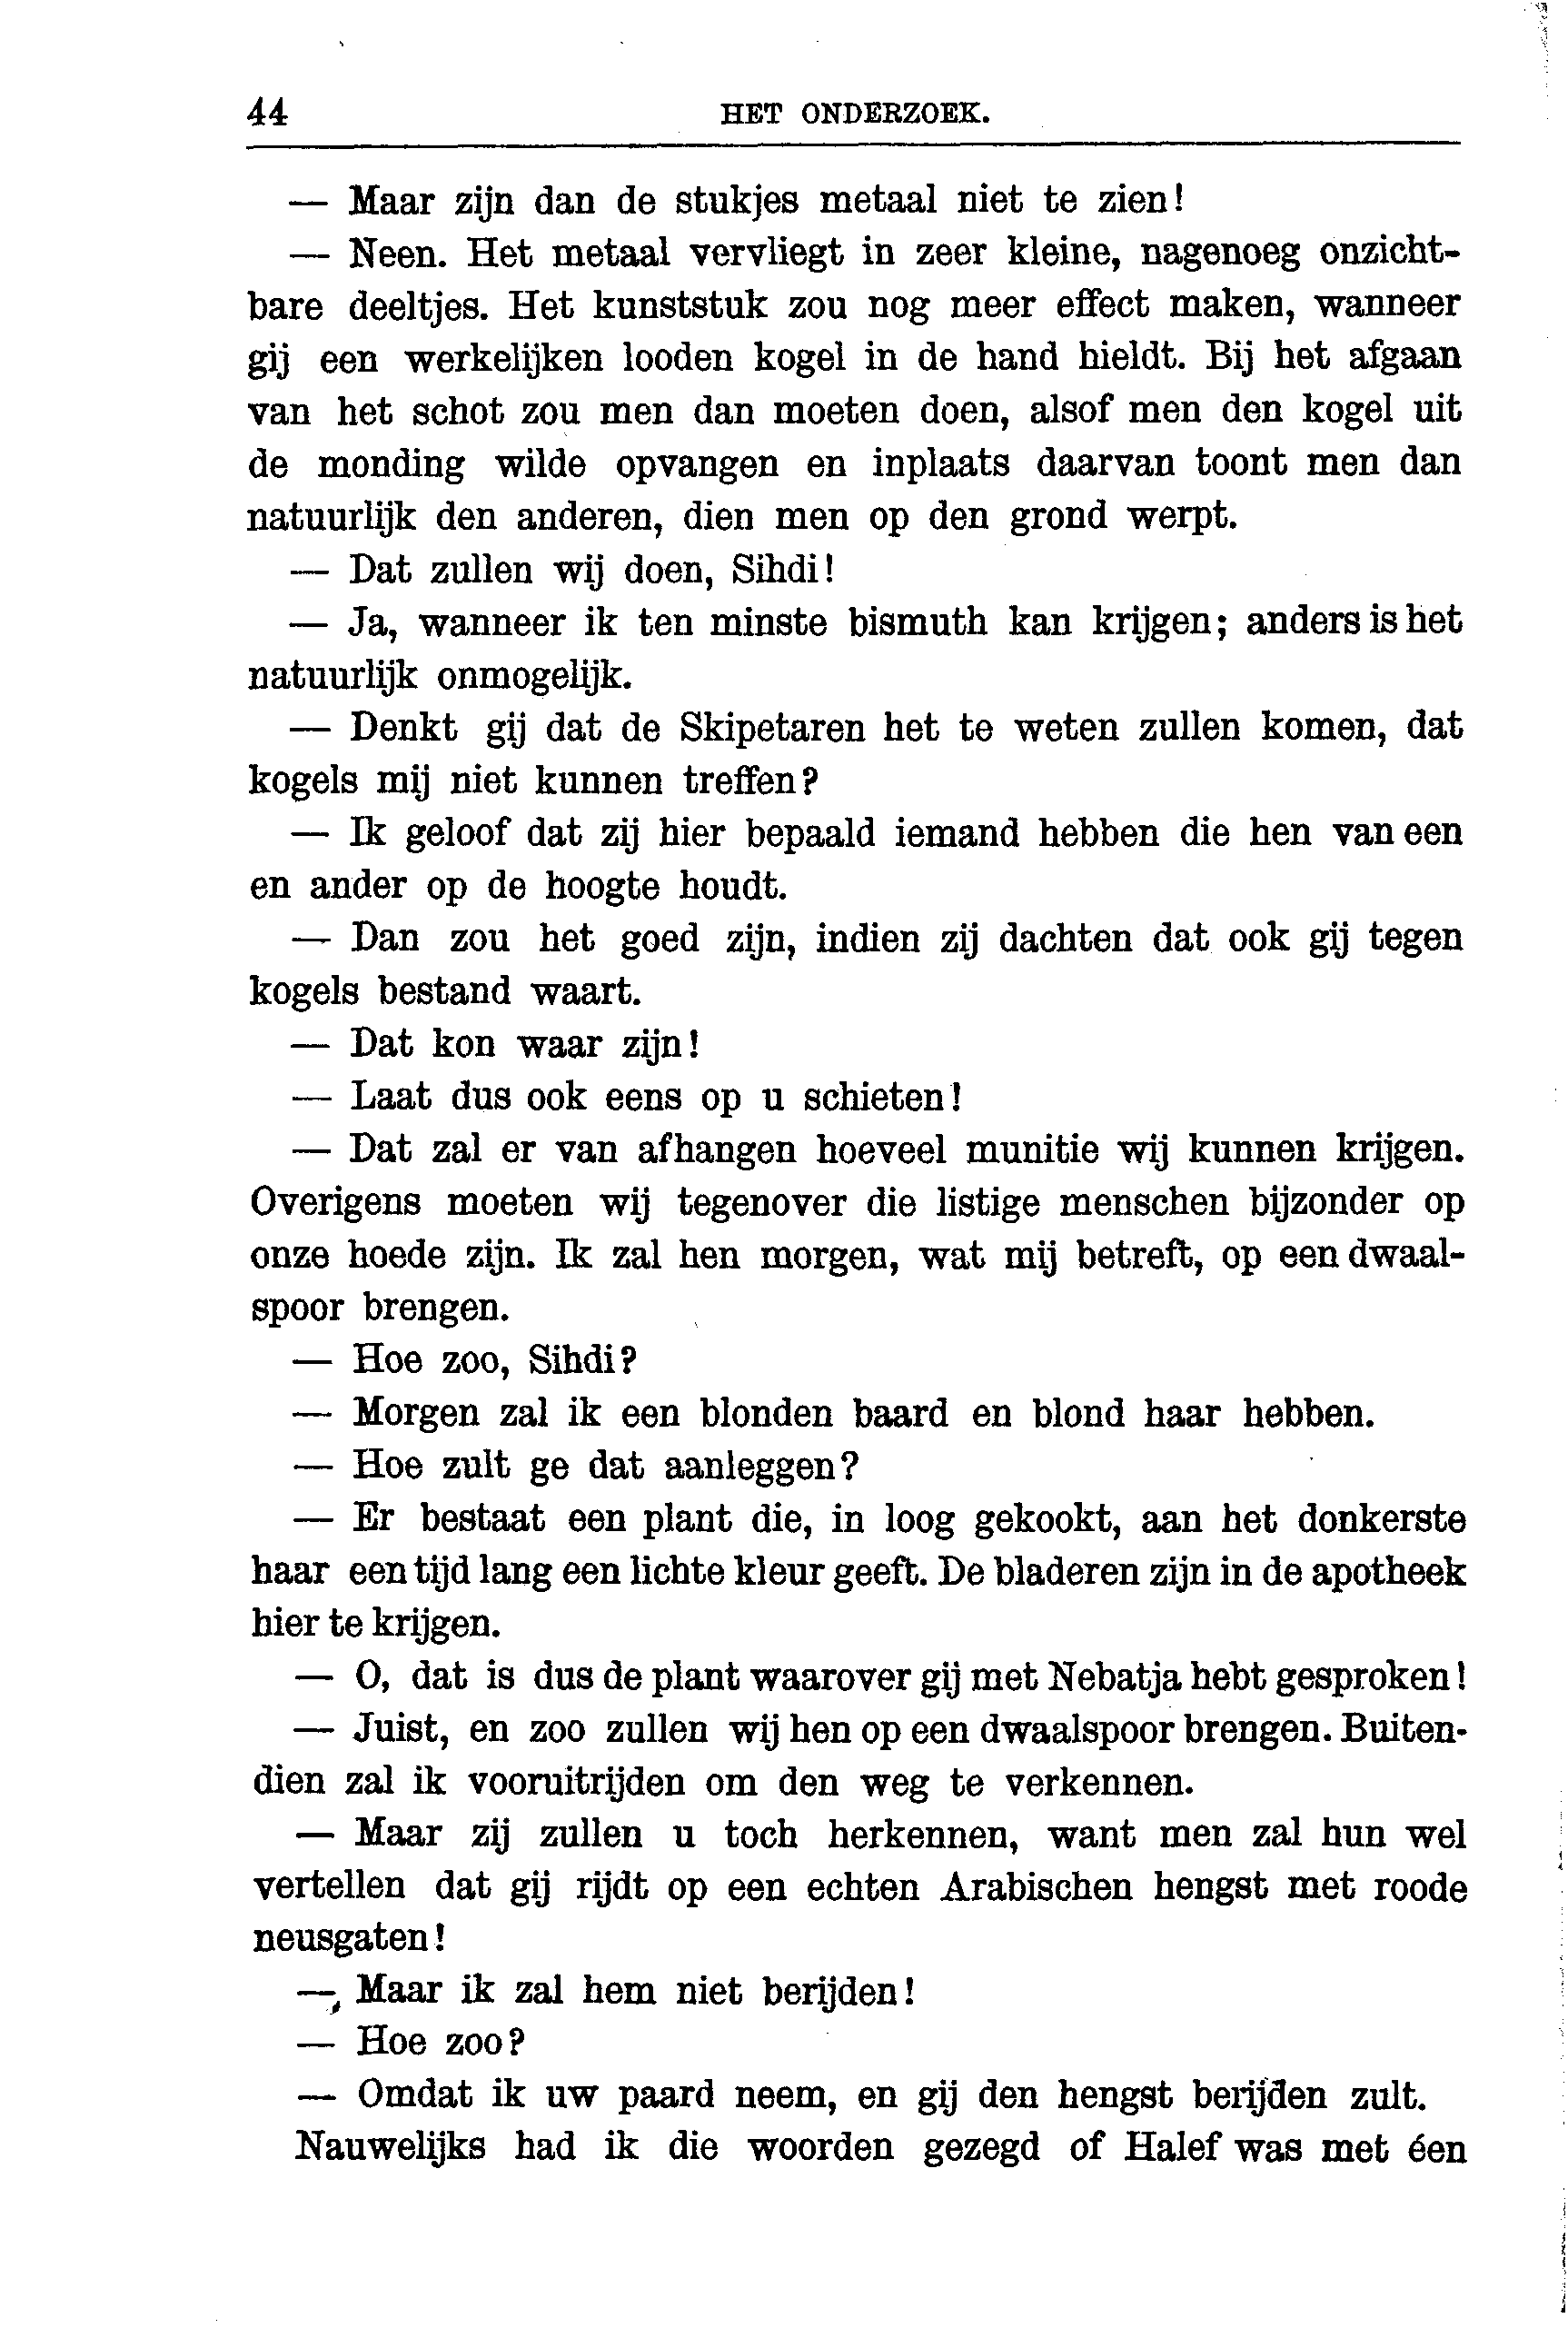 44 HET ONDERZOEK.
— Maar zijn dan de stukjes metaal niet te zien!
— Neen. Het metaal vervliegt in zeer kleine, nagenoeg onzicht-
bare deeltjes. Het kunststuk zou nog meer effect maken, wanneer
gij een werkelijken looden kogel in de hand hieldt. Bij het afgaan
van het schot zou men dan moeten doen, alsof men den kogel uit
de monding wilde opvangen en inplaats daarvan toont men dan
natuurlijk den anderen, dien men op den grond werpt.
— Dat zullen wij doen, Sihdi!
— Ja, wanneer ik ten minste bismuth kan krijgen; anders is het
natuurlijk onmogelijk.
— Denkt gij dat de Skipetaren het te weten zullen komen, dat
kogels mij niet kunnen treffen?
— Ik geloof dat zij hier bepaald iemand hebben die hen van een
en ander op de hoogte houdt.
— Dan zou het goed zijn, indien zij dachten dat ook gij tegen
kogels bestand waart.
— Dat kon waar zijn!
— Laat dus ook eens op u schieten!
— Dat zal er van afhangen hoeveel munitie wij kunnen krijgen.
Overigens moeten wij tegenover die listige menschen bijzonder op
onze hoede zijn. Ik zal hen morgen, wat mij betreft, op een dwaal-
spoor brengen.
— Hoe zoo, Sihdi?
— Morgen zal ik een blonden baard en blond haar hebben.
— Hoe zult ge dat aanleggen?
— Er bestaat een plant die, in loog gekookt, aan het donkerste
haar een tijd lang een lichte kleur geeft. De bladeren zijn in de apotheek
hier te krijgen.
— O, dat is dus de plant waarover gij met Nebatja hebt gesproken!
— Juist, en zoo zullen wij hen op een dwaalspoor brengen. Buiten-
dien zal ik vooruitrijden om den weg te verkennen.
— Maar zij zullen u toch herkennen, want men zal hun wel
vertellen dat gij rijdt op een echten Arabischen hengst met roode
neusgaten!
— Maar ik zal hem niet berijden!
— Hoe zoo?
— Omdat ik uw paard neem, en gij den hengst berijden zult.
Nauwelijks had ik die woorden gezegd of Halef was met éen